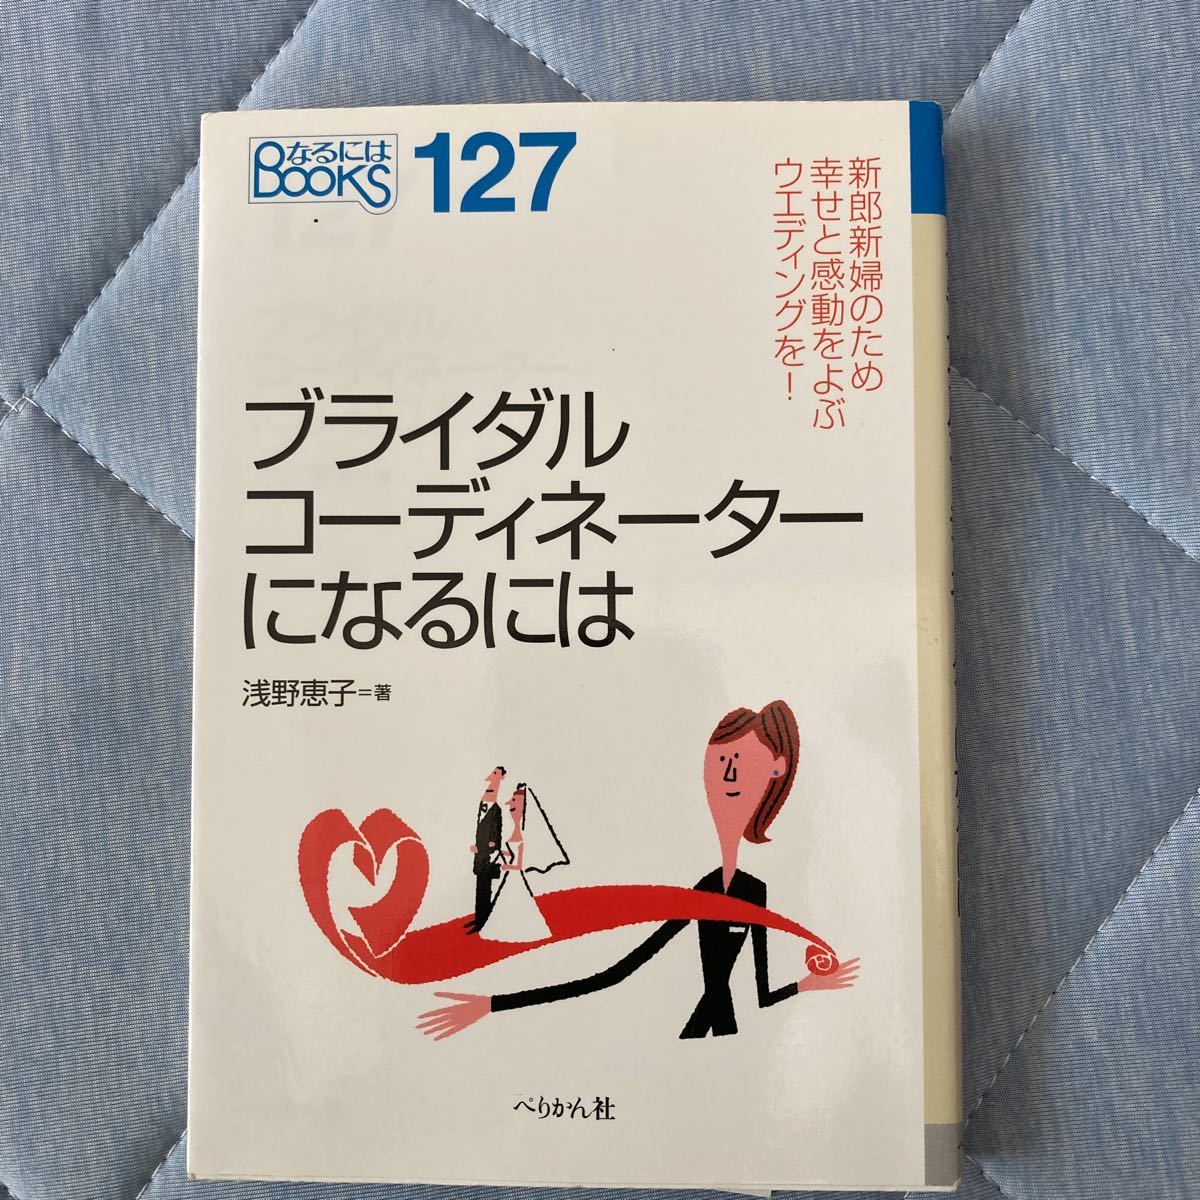 なるには
BOOKS
127
新郎新婦のため
幸せと感動をよぶ
ウエディングを！
ブライダル
コーディネーター
になるには
浅野恵子＝著
ぺりかん社